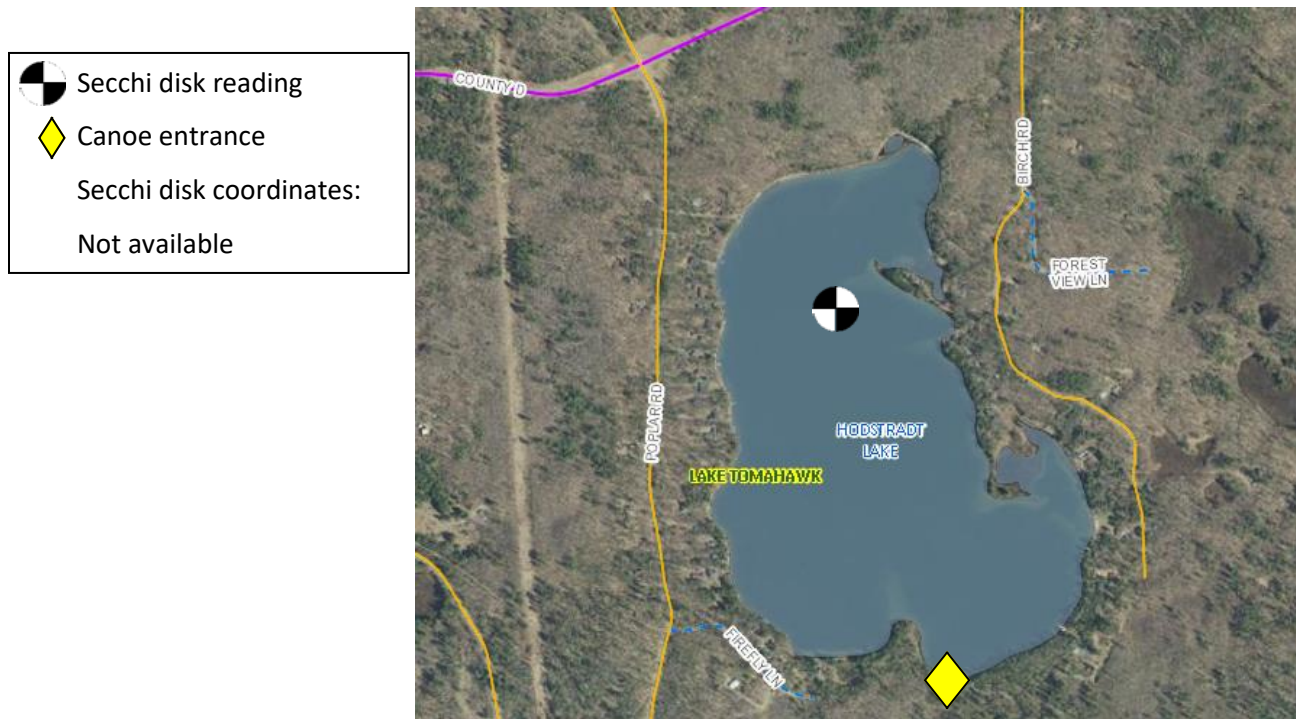 Secchi disk reading
Canoe entrance
Secchi disk coordinates:
Not available
COUNTY D
BIRCH RD
FOREST
VIEW LN
POPLAR RD
HODSTRADT
LAKE
LAKE TOMAHAWK
FIREFLY LN